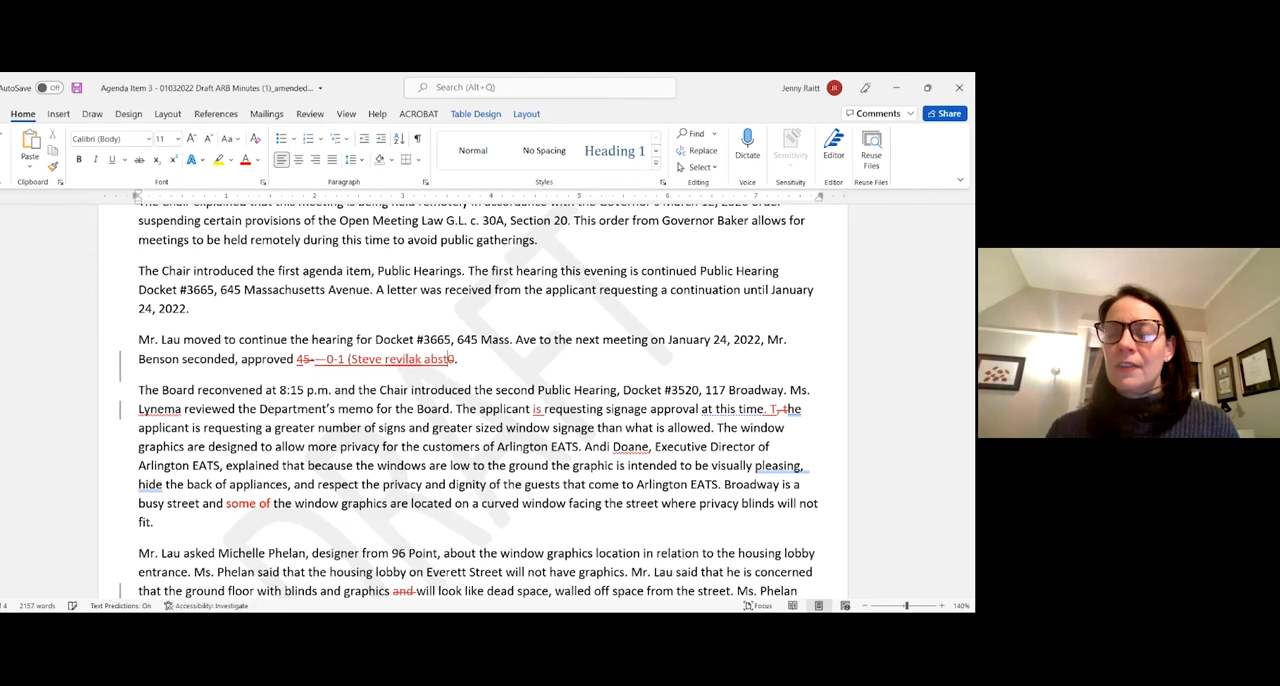 AutoSave Off Agenda Item 3 - 01032022 Draft ARB Minutes (1)_amended... Search (Alt+Q) Jenny Raitt JR
Home Insert Draw Design Layout References Mailings Review View Help ACROBAT Table Design Layout Comments Share
Paste Calibri (Body) 11 Normal No Spacing Heading 1 Find Replace Select Dictate Sensitivity Editor Reuse Files
Clipboard Font Paragraph Styles Editing Voice Sensitivity Editor Reuse Files
1 2 3 4 5 6 7
suspending certain provisions of the Open Meeting Law G.L. c. 30A, Section 20. This order from Governor Baker allows for
meetings to be held remotely during this time to avoid public gatherings.
The Chair introduced the first agenda item, Public Hearings. The first hearing this evening is continued Public Hearing
Docket #3665, 645 Massachusetts Avenue. A letter was received from the applicant requesting a continuation until January
24, 2022.
Mr. Lau moved to continue the hearing for Docket #3665, 645 Mass. Ave to the next meeting on January 24, 2022, Mr.
Benson seconded, approved 45-–0-1 (Steve revilak abst0.
The Board reconvened at 8:15 p.m. and the Chair introduced the second Public Hearing, Docket #3520, 117 Broadway. Ms.
Lynema reviewed the Department's memo for the Board. The applicant is requesting signage approval at this time. T, the
applicant is requesting a greater number of signs and greater sized window signage than what is allowed. The window
graphics are designed to allow more privacy for the customers of Arlington EATS. Andi Doane, Executive Director of
Arlington EATS, explained that because the windows are low to the ground the graphic is intended to be visually pleasing,
hide the back of appliances, and respect the privacy and dignity of the guests that come to Arlington EATS. Broadway is a
busy street and some of the window graphics are located on a curved window facing the street where privacy blinds will not
fit.
Mr. Lau asked Michelle Phelan, designer from 96 Point, about the window graphics location in relation to the housing lobby
entrance. Ms. Phelan said that the housing lobby on Everett Street will not have graphics. Mr. Lau said that he is concerned
that the ground floor with blinds and graphics and will look like dead space, walled off space from the street. Ms. Phelan
DRAFT
2157 words Text Predictions: On Accessibility: Investigate Focus 140%